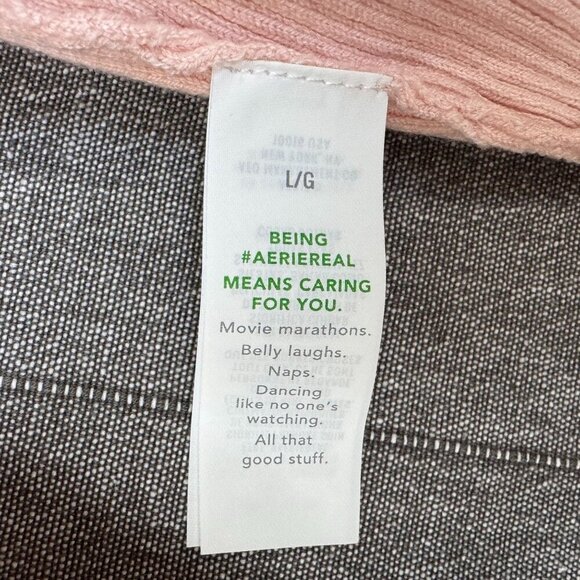 L/G
BEING
#AERIEREAL
MEANS CARING
FOR YOU.
Movie marathons.
Belly laughs.
Naps.
Dancing
like no one's
watching.
All that
good stuff.